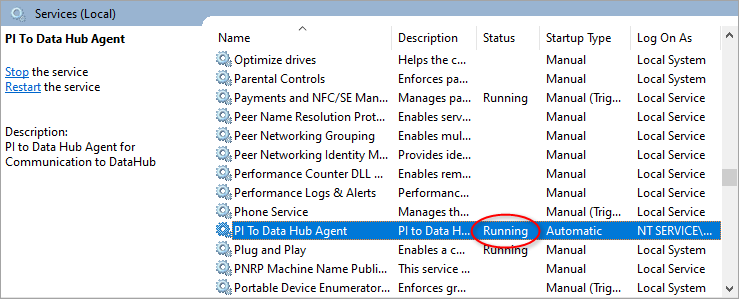 Services (Local)
PI To Data Hub Agent
Stop the service
Restart the service
Description:
PI to Data Hub Agent for
Communication to DataHub
Name Description Status Startup Type Log On As
Optimize drives Helps the c... Manual Local System
Parental Controls Enforces pa... Manual Local System
Payments and NFC/SE Man... Manages pa... Running Manual (Trig... Local Service
Peer Name Resolution Prot... Enables serv... Manual Local Service
Peer Networking Grouping Enables mul... Manual Local Service
Peer Networking Identity M... Provides ide... Manual Local Service
Performance Counter DLL ... Enables rem... Manual Local Service
Performance Logs & Alerts Performanc... Manual Local Service
Phone Service Manages th... Manual (Trig... Local Service
PI To Data Hub Agent PI to Data H... Running Automatic NT SERVICE\...
Plug and Play Enables a c... Running Manual Local System
PNRP Machine Name Publi... This service ... Manual Local Service
Portable Device Enumerator... Enforces gr... Manual (Trig... Local System